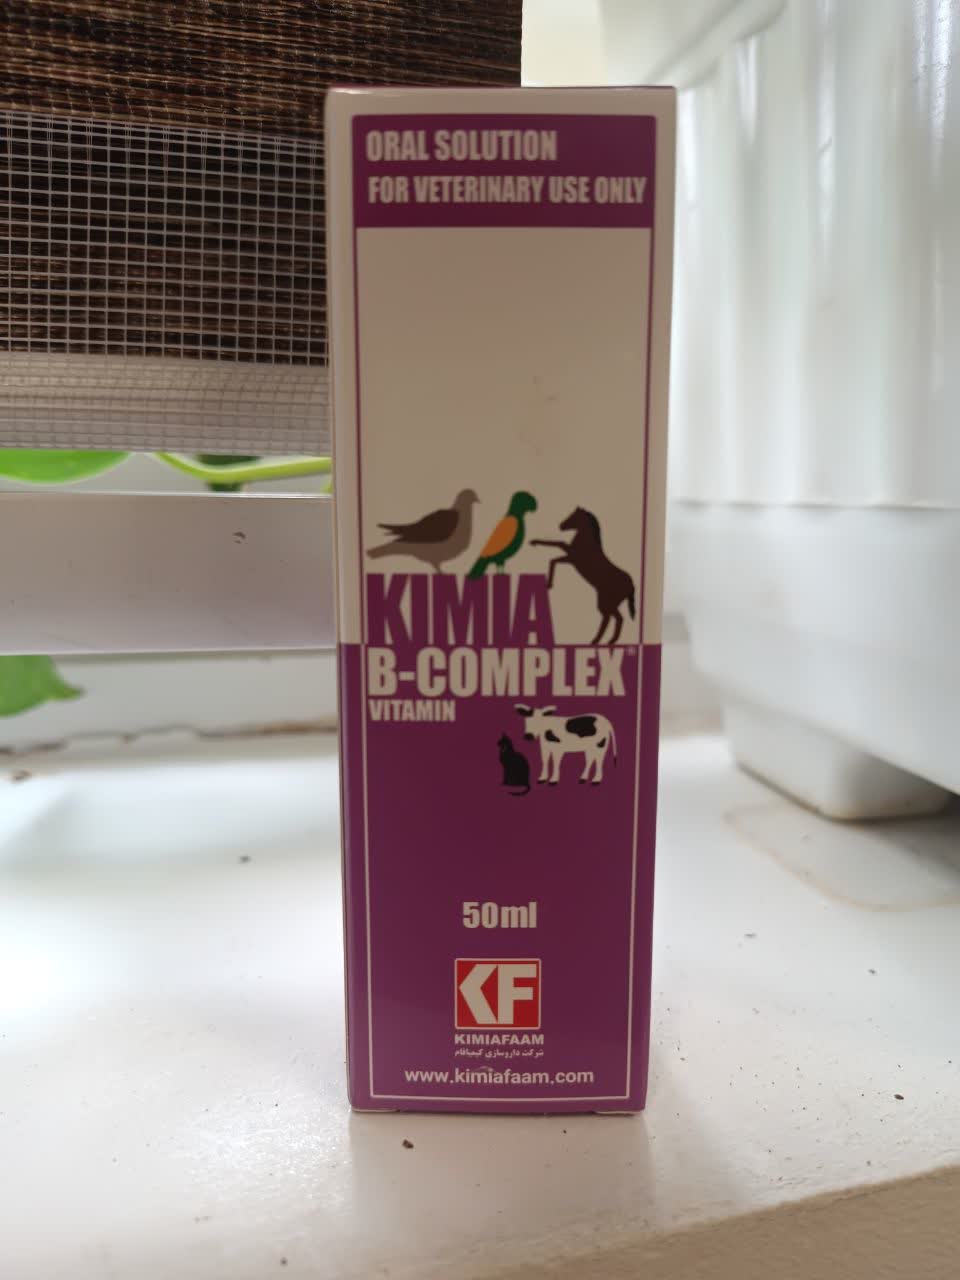 ORAL SOLUTION
FOR VETERINARY USE ONLY
KIMIA
B-COMPLEX®
VITAMIN
50ml
KF
KIMIAFAAM
شرکت داروسازی کیمیافام
www.kimiafaam.com